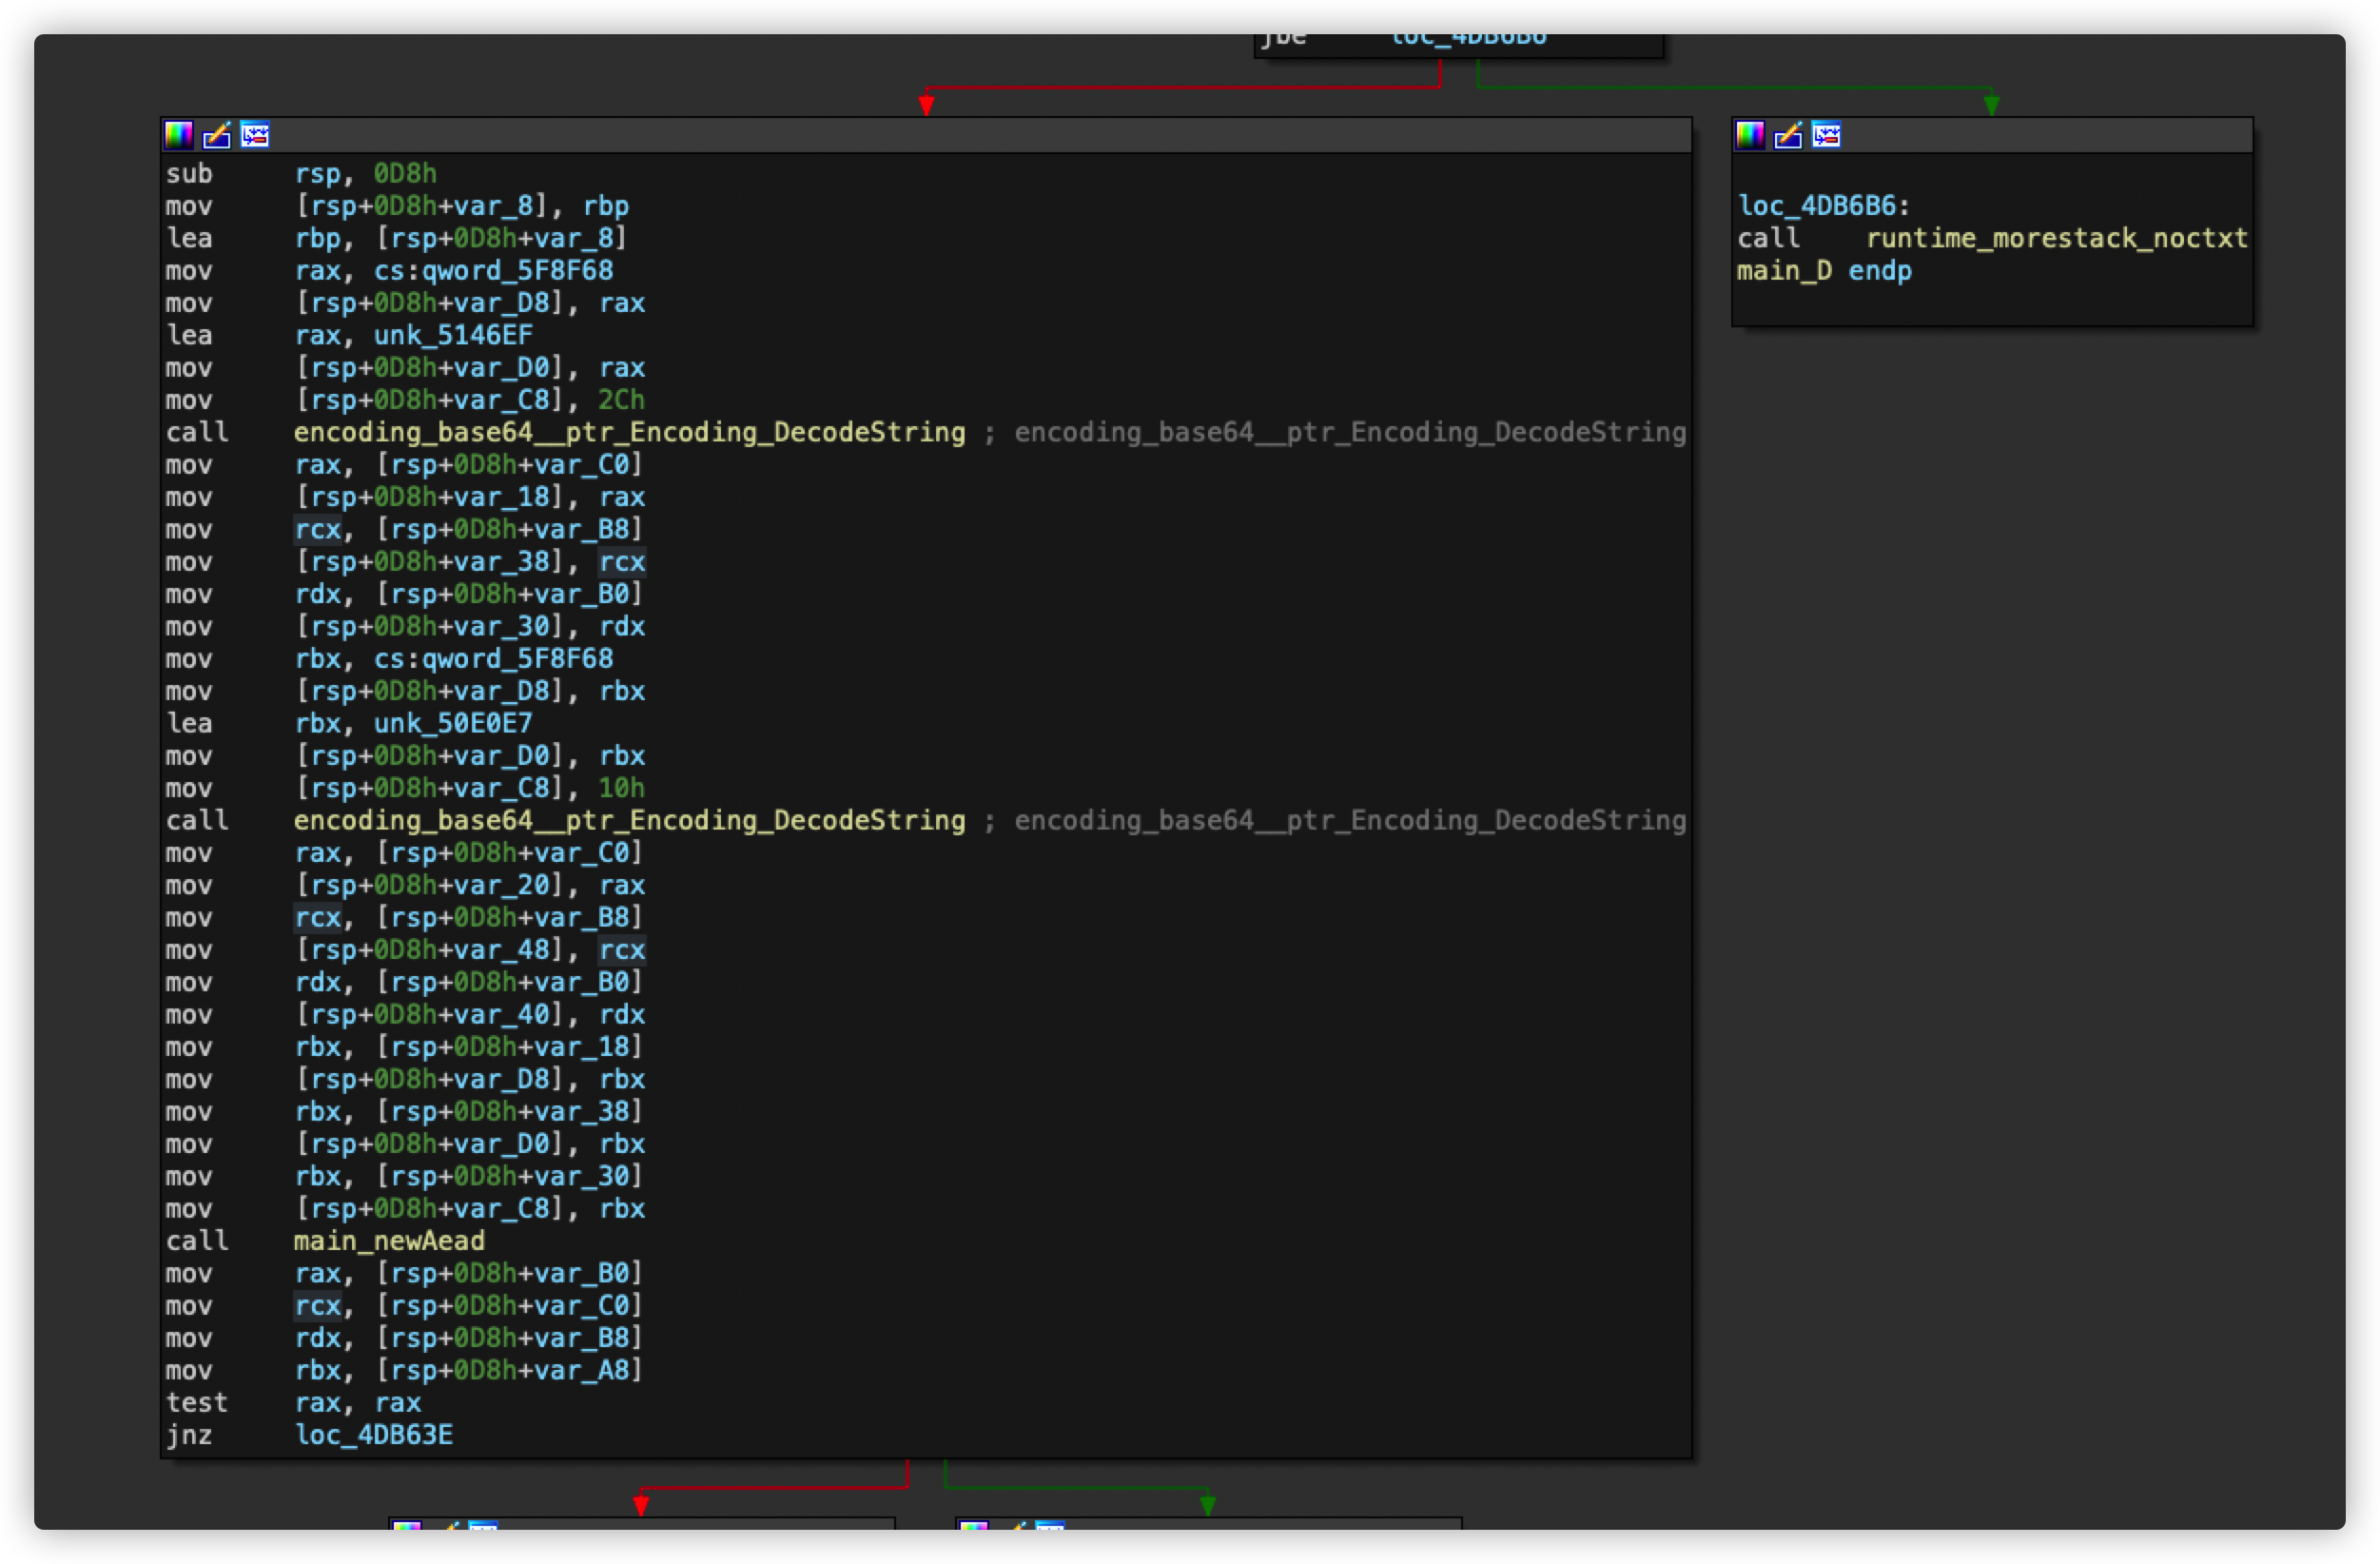 jbe loc_4DB6B6
sub rsp, 0D8h
mov [rsp+0D8h+var_8], rbp
lea rbp, [rsp+0D8h+var_8]
mov rax, cs:qword_5F8F68
mov [rsp+0D8h+var_D8], rax
lea rax, unk_5146EF
mov [rsp+0D8h+var_D0], rax
mov [rsp+0D8h+var_C8], 2Ch
call encoding_base64__ptr_Encoding_DecodeString ; encoding_base64__ptr_Encoding_DecodeString
mov rax, [rsp+0D8h+var_C0]
mov [rsp+0D8h+var_18], rax
mov rcx, [rsp+0D8h+var_B8]
mov [rsp+0D8h+var_38], rcx
mov rdx, [rsp+0D8h+var_B0]
mov [rsp+0D8h+var_30], rdx
mov rbx, cs:qword_5F8F68
mov [rsp+0D8h+var_D8], rbx
lea rbx, unk_50E0E7
mov [rsp+0D8h+var_D0], rbx
mov [rsp+0D8h+var_C8], 10h
call encoding_base64__ptr_Encoding_DecodeString ; encoding_base64__ptr_Encoding_DecodeString
mov rax, [rsp+0D8h+var_C0]
mov [rsp+0D8h+var_20], rax
mov rcx, [rsp+0D8h+var_B8]
mov [rsp+0D8h+var_48], rcx
mov rdx, [rsp+0D8h+var_B0]
mov [rsp+0D8h+var_40], rdx
mov rbx, [rsp+0D8h+var_18]
mov [rsp+0D8h+var_D8], rbx
mov rbx, [rsp+0D8h+var_38]
mov [rsp+0D8h+var_D0], rbx
mov rbx, [rsp+0D8h+var_30]
mov [rsp+0D8h+var_C8], rbx
call main_newAead
mov rax, [rsp+0D8h+var_B0]
mov rcx, [rsp+0D8h+var_C0]
mov rdx, [rsp+0D8h+var_B8]
mov rbx, [rsp+0D8h+var_A8]
test rax, rax
jnz loc_4DB63E
loc_4DB6B6:
call runtime_morestack_noctxt
main_D endp